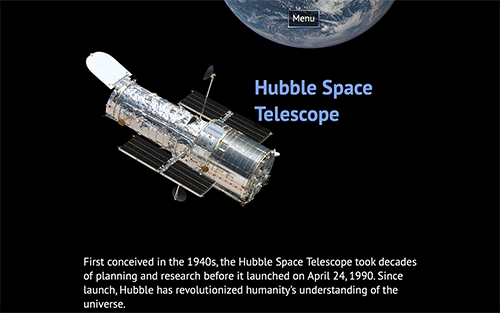 Menu
Hubble Space
Telescope
First conceived in the 1940s, the Hubble Space Telescope took decades
of planning and research before it launched on April 24, 1990. Since
launch, Hubble has revolutionized humanity's understanding of the
universe.